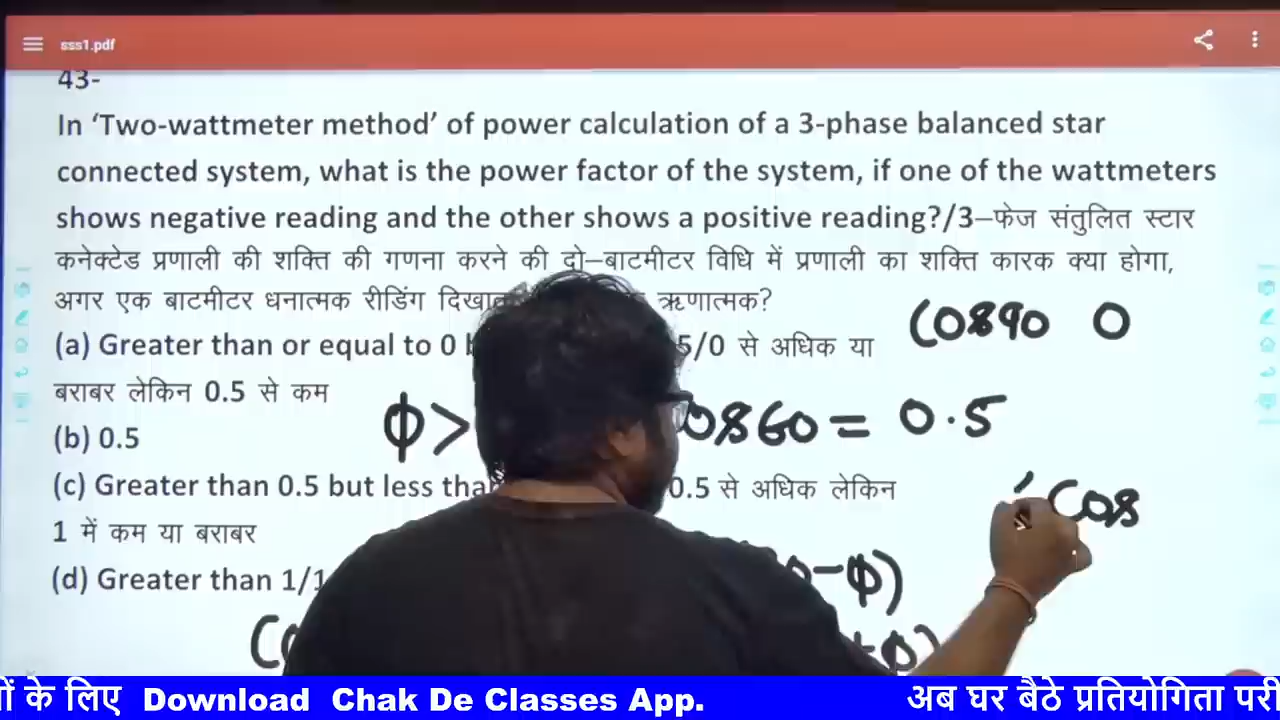 sss1.pdf
43-
In ‘Two-wattmeter method’ of power calculation of a 3-phase balanced star
connected system, what is the power factor of the system, if one of the wattmeters
shows negative reading and the other shows a positive reading?/3–फेज संतुलित स्टार
कनेक्टेड प्रणाली की शक्ति की गणना करने की दो–बाटमीटर विधि में प्रणाली का शक्ति कारक क्या होगा,
अगर एक बाटमीटर धनात्मक रीडिंग ऋणात्मक?
COS90 0
(a) Greater than or equal to 0 5/0 से अधिक या
बराबर लेकिन 0.5 से कम
ϕ> OS60 = 0.5
(b) 0.5
(c) Greater than 0.5 but less 0.5 से अधिक लेकिन
Cos
1 में कम या बराबर
(d) Greater than 1/1
-ϕ)
+ϕ)
ों के लिए Download Chak De Classes App. अब घर बैठे प्रतियोगिता परी